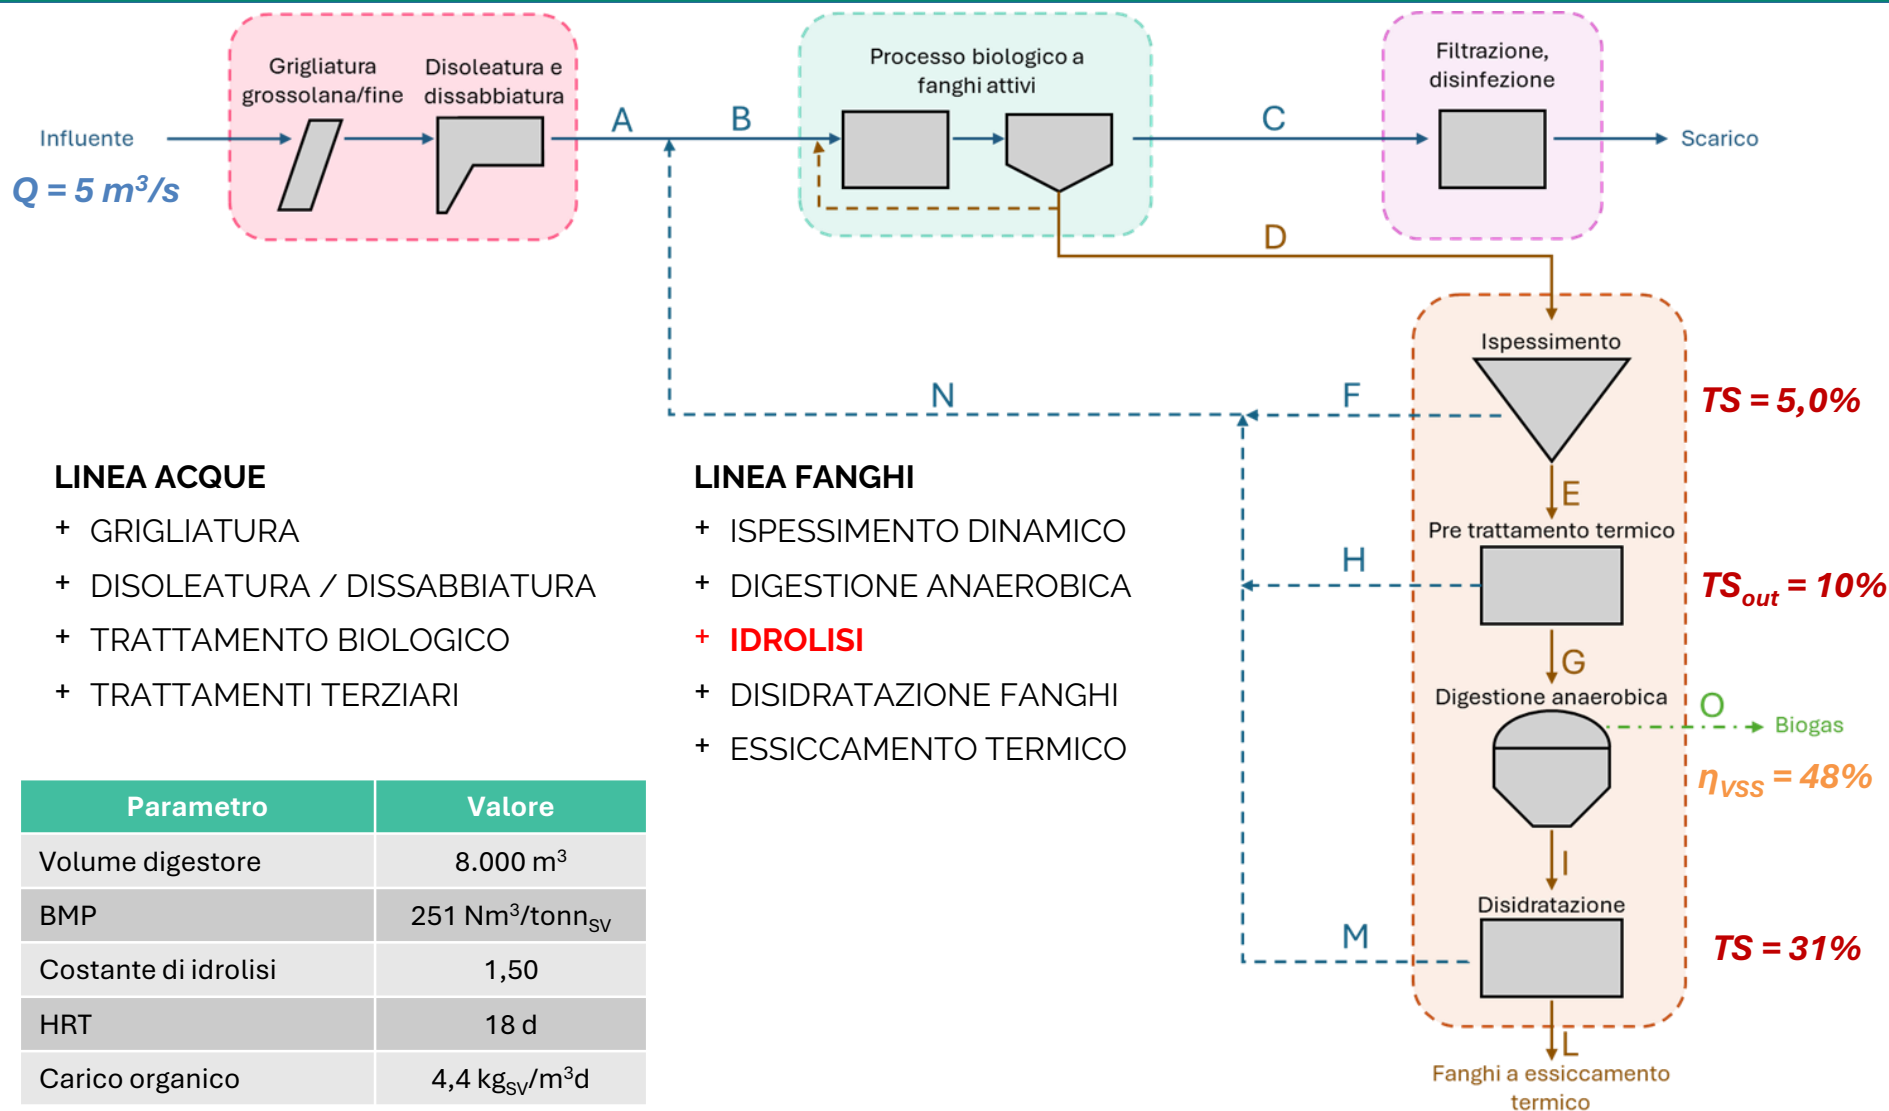 Grigliatura
grossolana/fine
Disoleatura e
dissabbiatura
Processo biologico a
fanghi attivi
Filtrazione,
disinfezione
Influente
A
B
C
Scarico
Q = 5 m³/s
D
Ispessimento
TS = 5,0%
N
F
E
LINEA ACQUE
+ GRIGLIATURA
+ DISOLEATURA / DISSABBIATURA
+ TRATTAMENTO BIOLOGICO
+ TRATTAMENTI TERZIARI
LINEA FANGHI
+ ISPESSIMENTO DINAMICO
+ DIGESTIONE ANAEROBICA
+ IDROLISI
+ DISIDRATAZIONE FANGHI
+ ESSICCAMENTO TERMICO
Pre trattamento termico
H
TSout = 10%
G
Digestione anaerobica
O
Biogas
ηVSS = 48%
I
Disidratazione
M
TS = 31%
L
Fanghi a essiccamento
termico
Parametro Valore
Volume digestore 8.000 m³
BMP 251 Nm³/tonnSV
Costante di idrolisi 1,50
HRT 18 d
Carico organico 4,4 kgSV/m³d